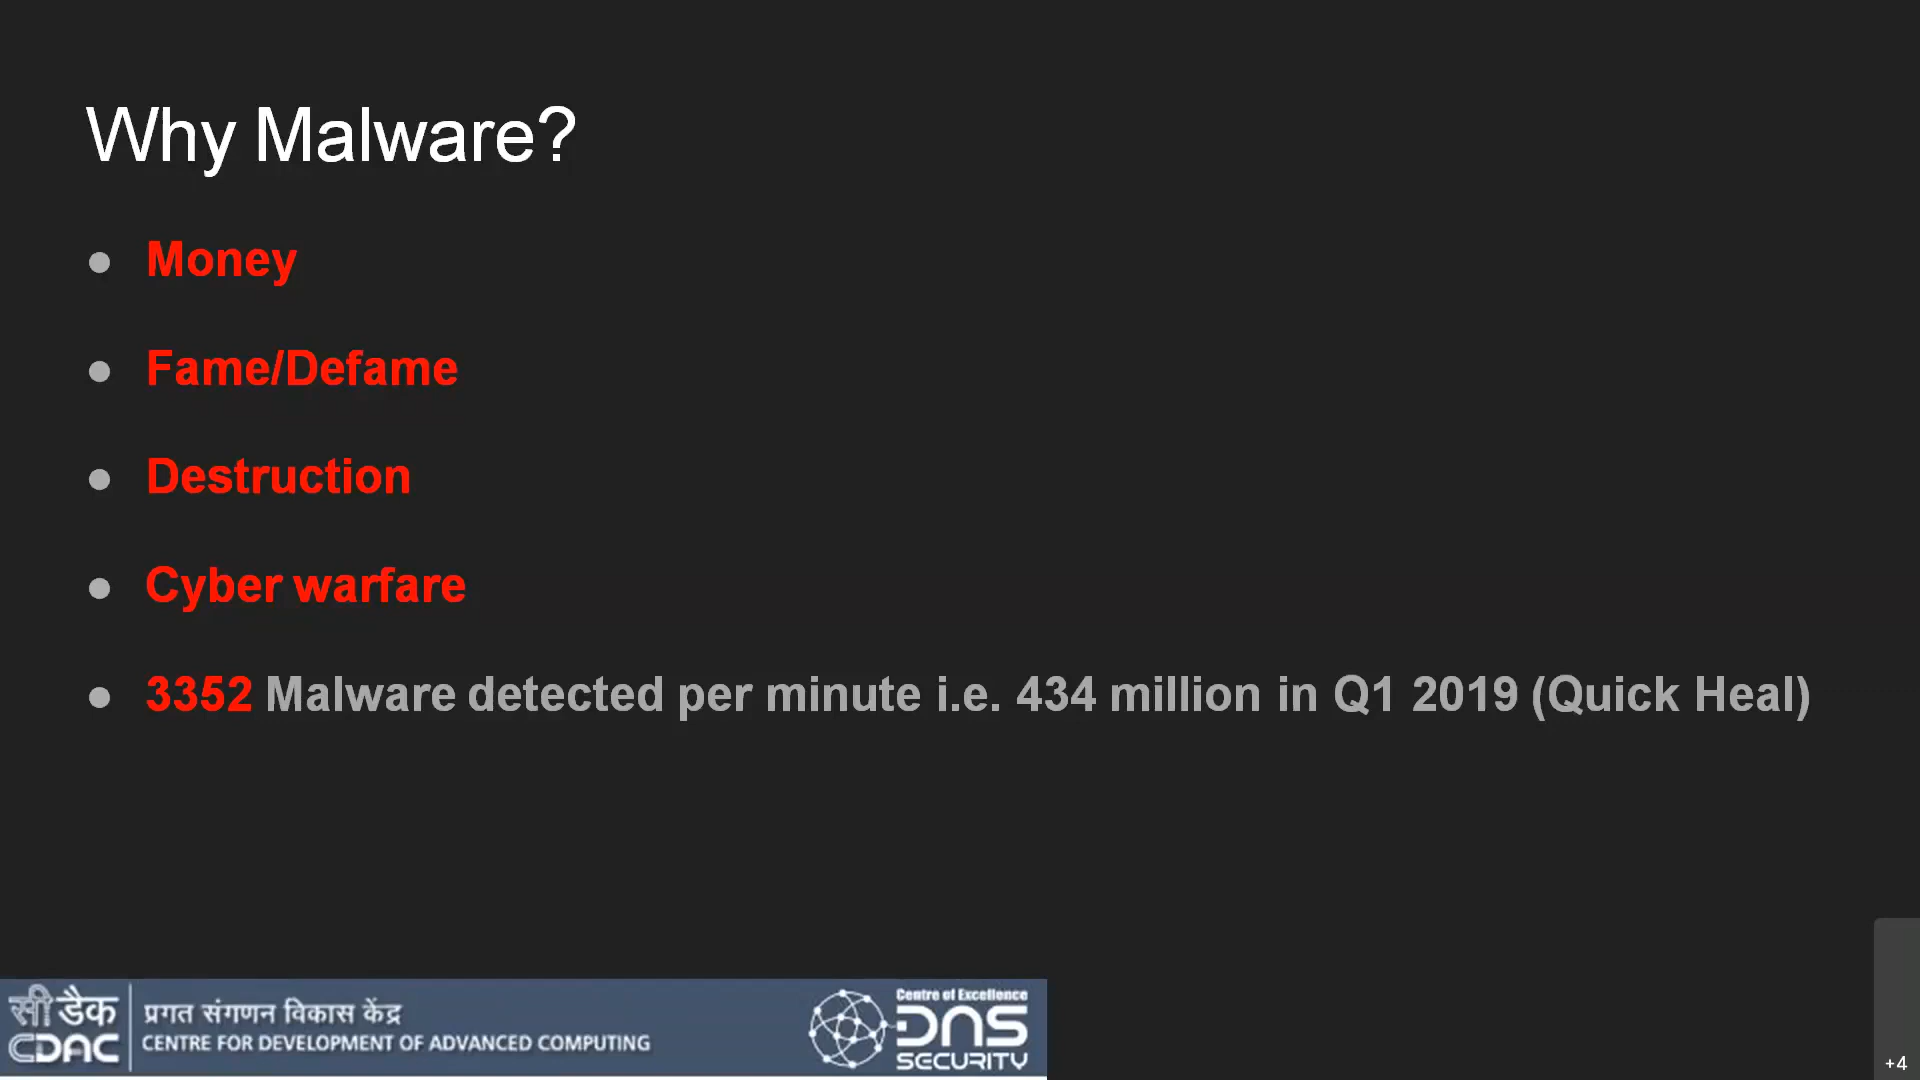 Why Malware?
● Money
● Fame/Defame
● Destruction
● Cyber warfare
● 3352 Malware detected per minute i.e. 434 million in Q1 2019 (Quick Heal)
सी डैक
CDAC
प्रगत संगणन विकास केंद्र
CENTRE FOR DEVELOPMENT OF ADVANCED COMPUTING
Centre of Excellence
DNS
SECURITY
+4